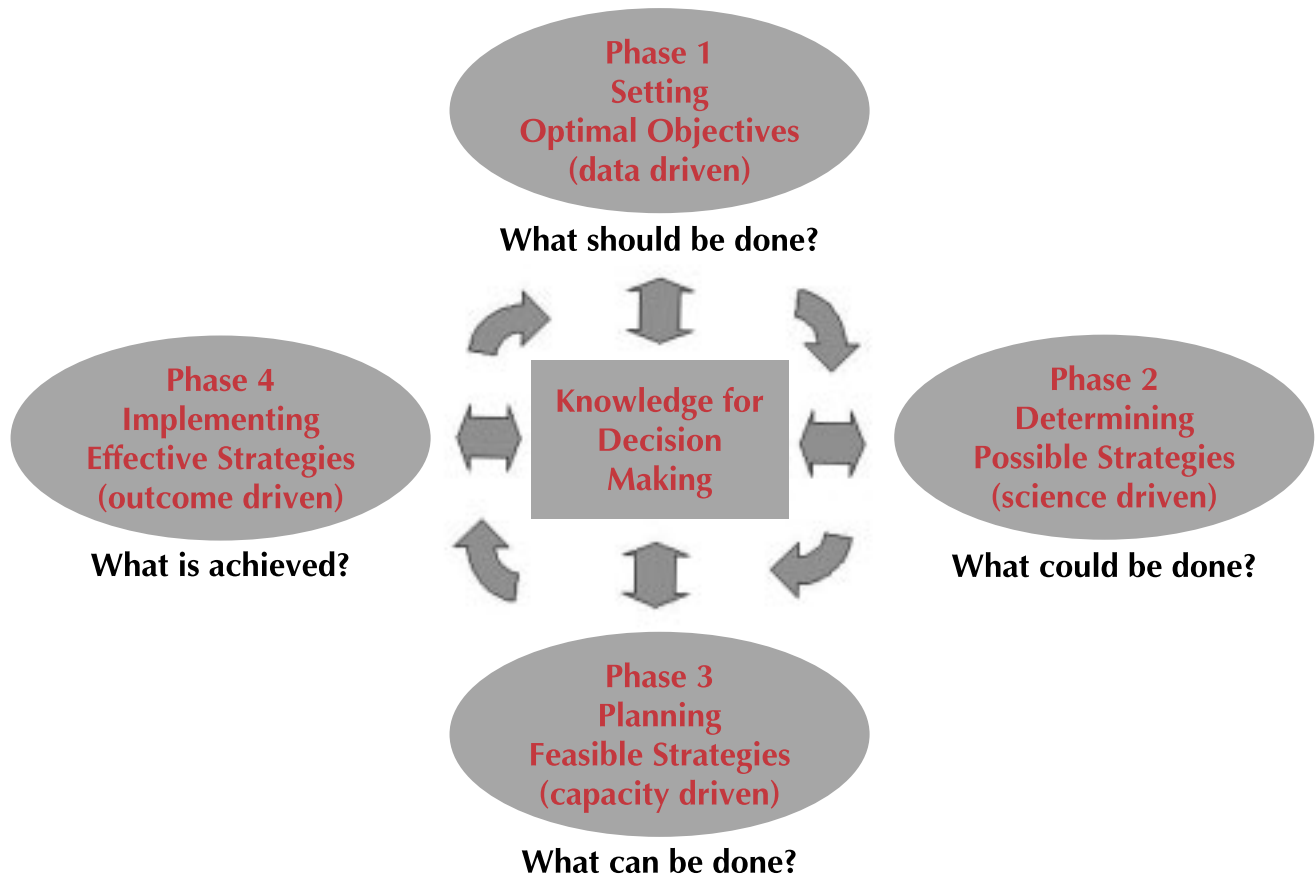 Phase 1
Setting
Optimal Objectives
(data driven)
What should be done?
Phase 4
Implementing
Effective Strategies
(outcome driven)
What is achieved?
Knowledge for
Decision
Making
Phase 2
Determining
Possible Strategies
(science driven)
What could be done?
Phase 3
Planning
Feasible Strategies
(capacity driven)
What can be done?